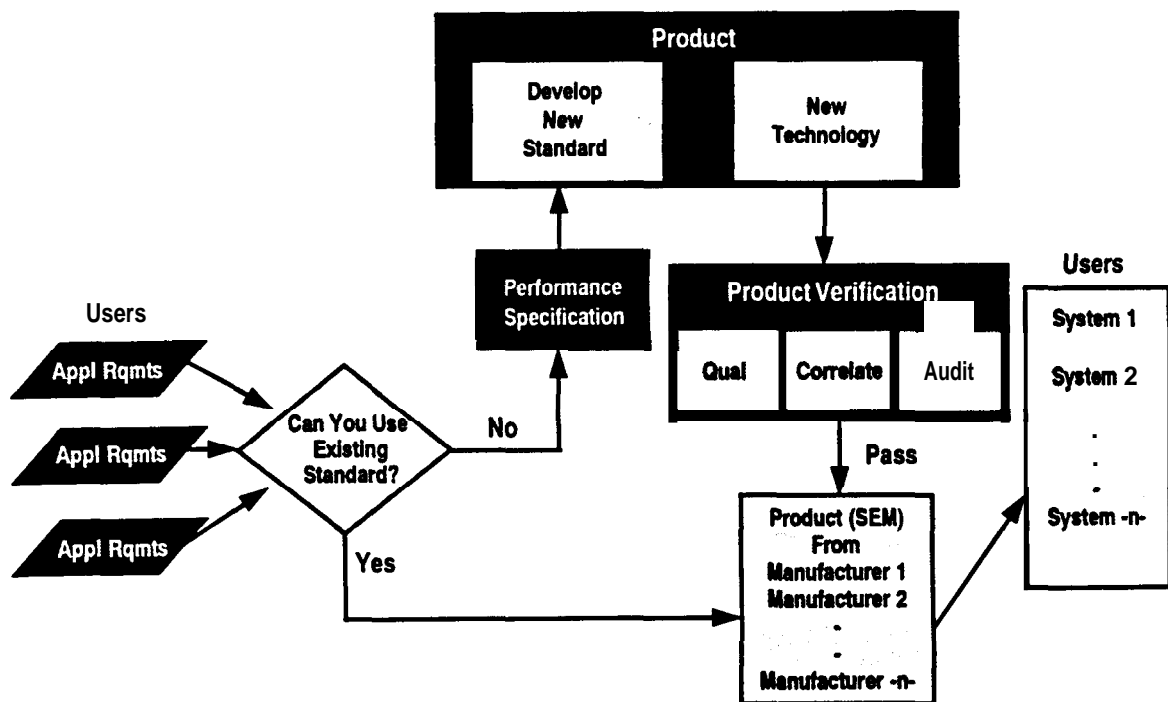 Product
Develop
New
Standard
New
Technology
Performance
Specification
Product Verification
Qual
Correlate
Audit
Users
System 1
System 2
System -n-
Users
Appl Rqmts
Appl Rqmts
Appl Rqmts
Can You Use
Existing
Standard?
No
Yes
Pass
Product (SEM)
From
Manufacturer 1
Manufacturer 2
Manufacturer -n-